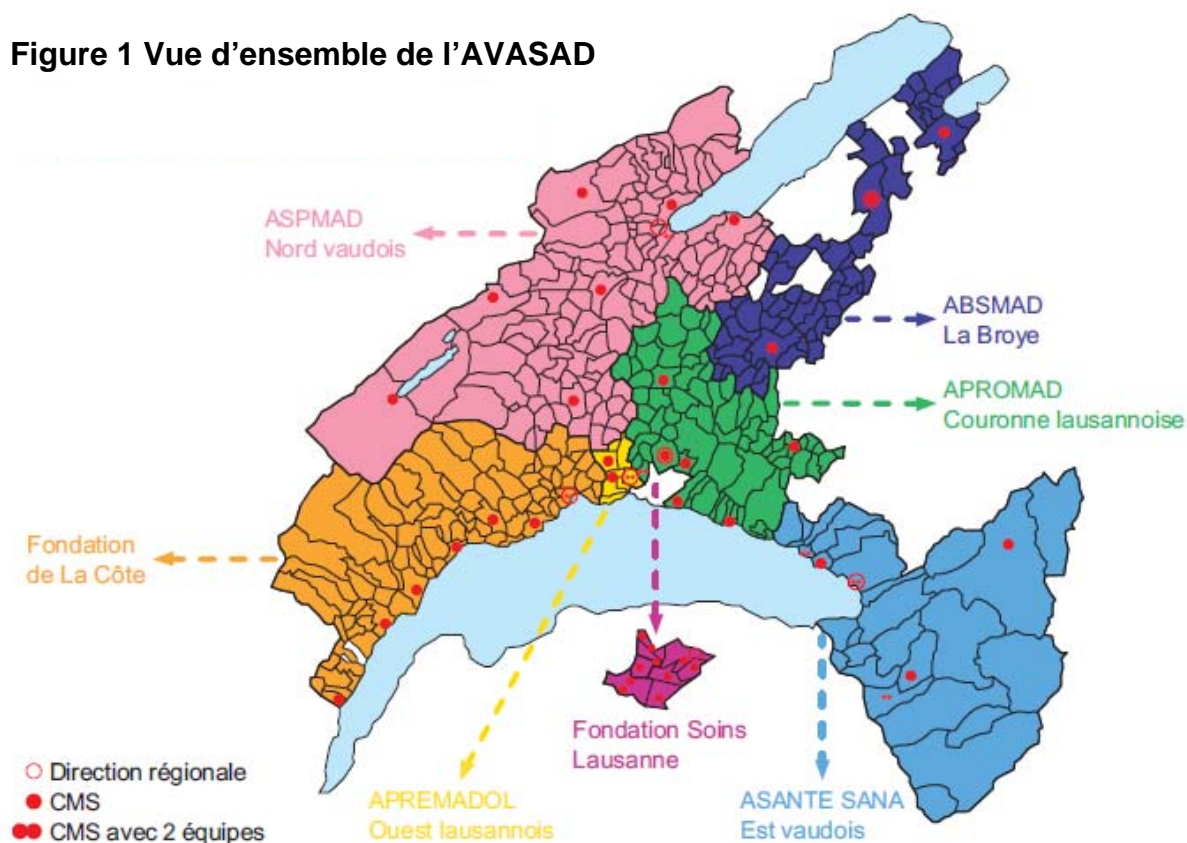 Figure 1 Vue d’ensemble de l’AVASAD
ASPMAD
Nord vaudois
ABSMAD
La Broye
APROMAD
Couronne lausannoise
Fondation
de La Côte
Fondation Soins
Lausanne
APREMADOL
Ouest lausannois
ASANTE SANA
Est vaudois
Direction régionale
CMS
CMS avec 2 équipes